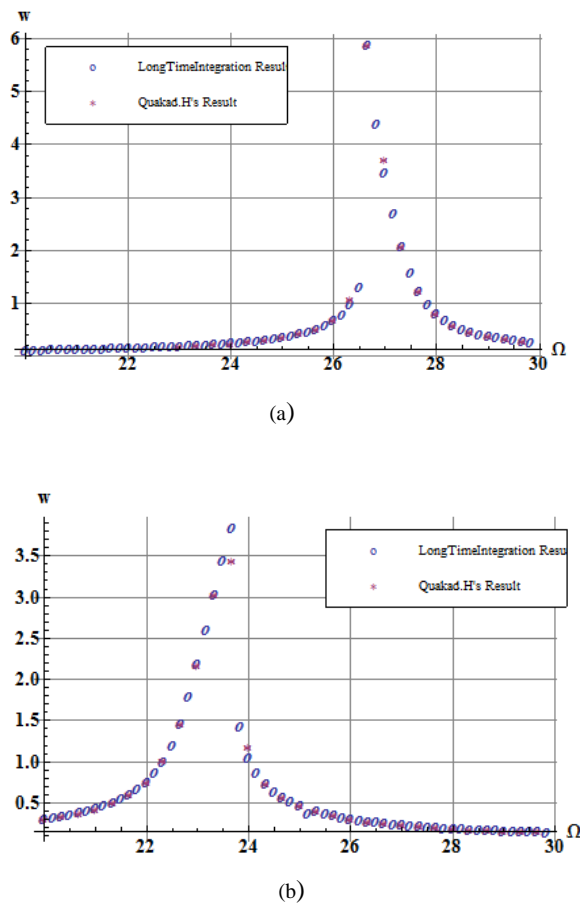 w
6
LongTimeIntegration Resul
Quakad.H's Result
5
4
3
2
1
22 24 26 28 30 Ω
(a)
w
LongTimeIntegration Resu
Quakad.H's Result
3.5
3.0
2.5
2.0
1.5
1.0
0.5
22 24 26 28 30 Ω
(b)